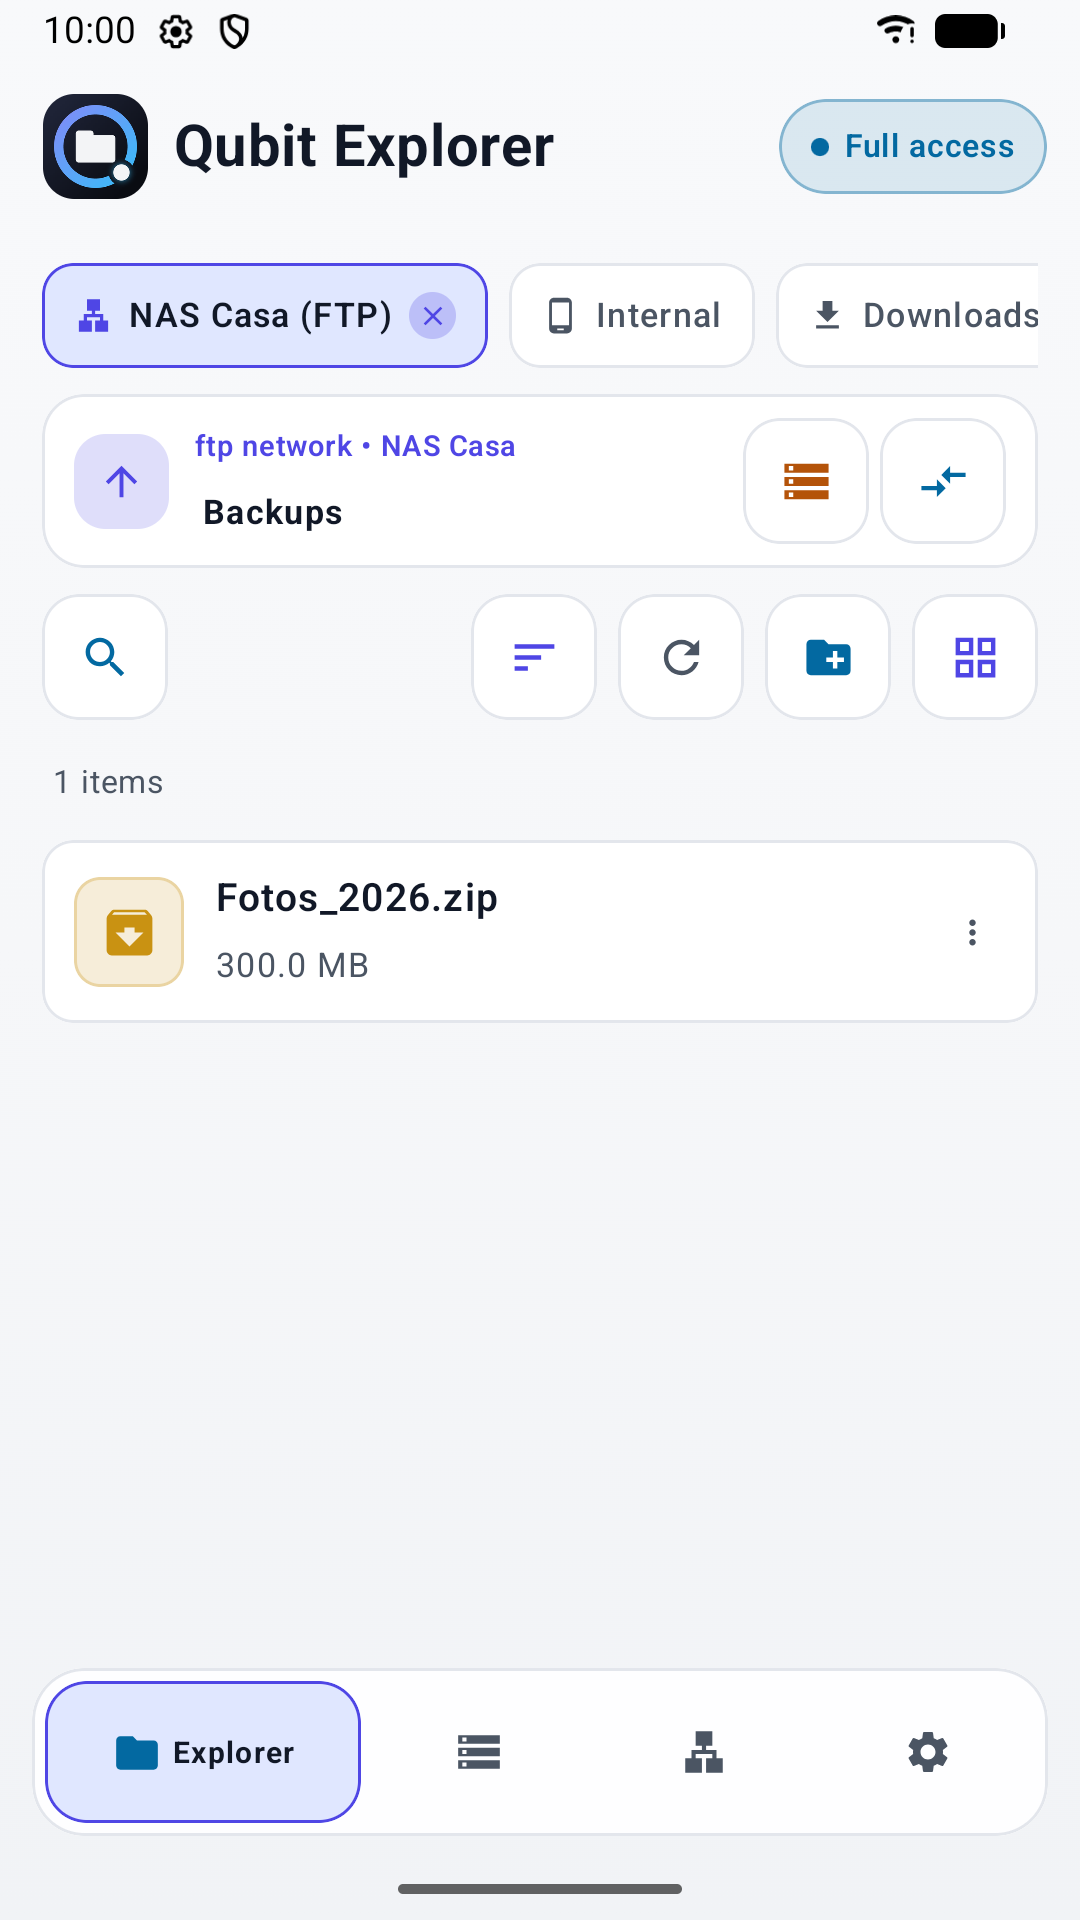 10:00
Qubit Explorer
Full access
NAS Casa (FTP)
Internal
Downloads
ftp network • NAS Casa
Backups
1 items
Fotos_2026.zip
300.0 MB
Explorer